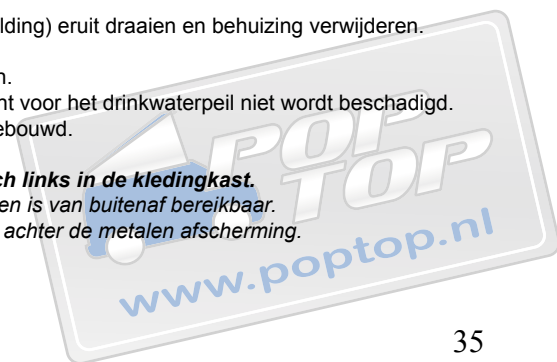 lding) eruit draaien en behuizing verwijderen.
n.
nt voor het drinkwaterpeil niet wordt beschadigd.
ebouwd.
ch links in de kledingkast.
en is van buitenaf bereikbaar.
achter de metalen afscherming.
POP
TOP
www.poptop.nl
35